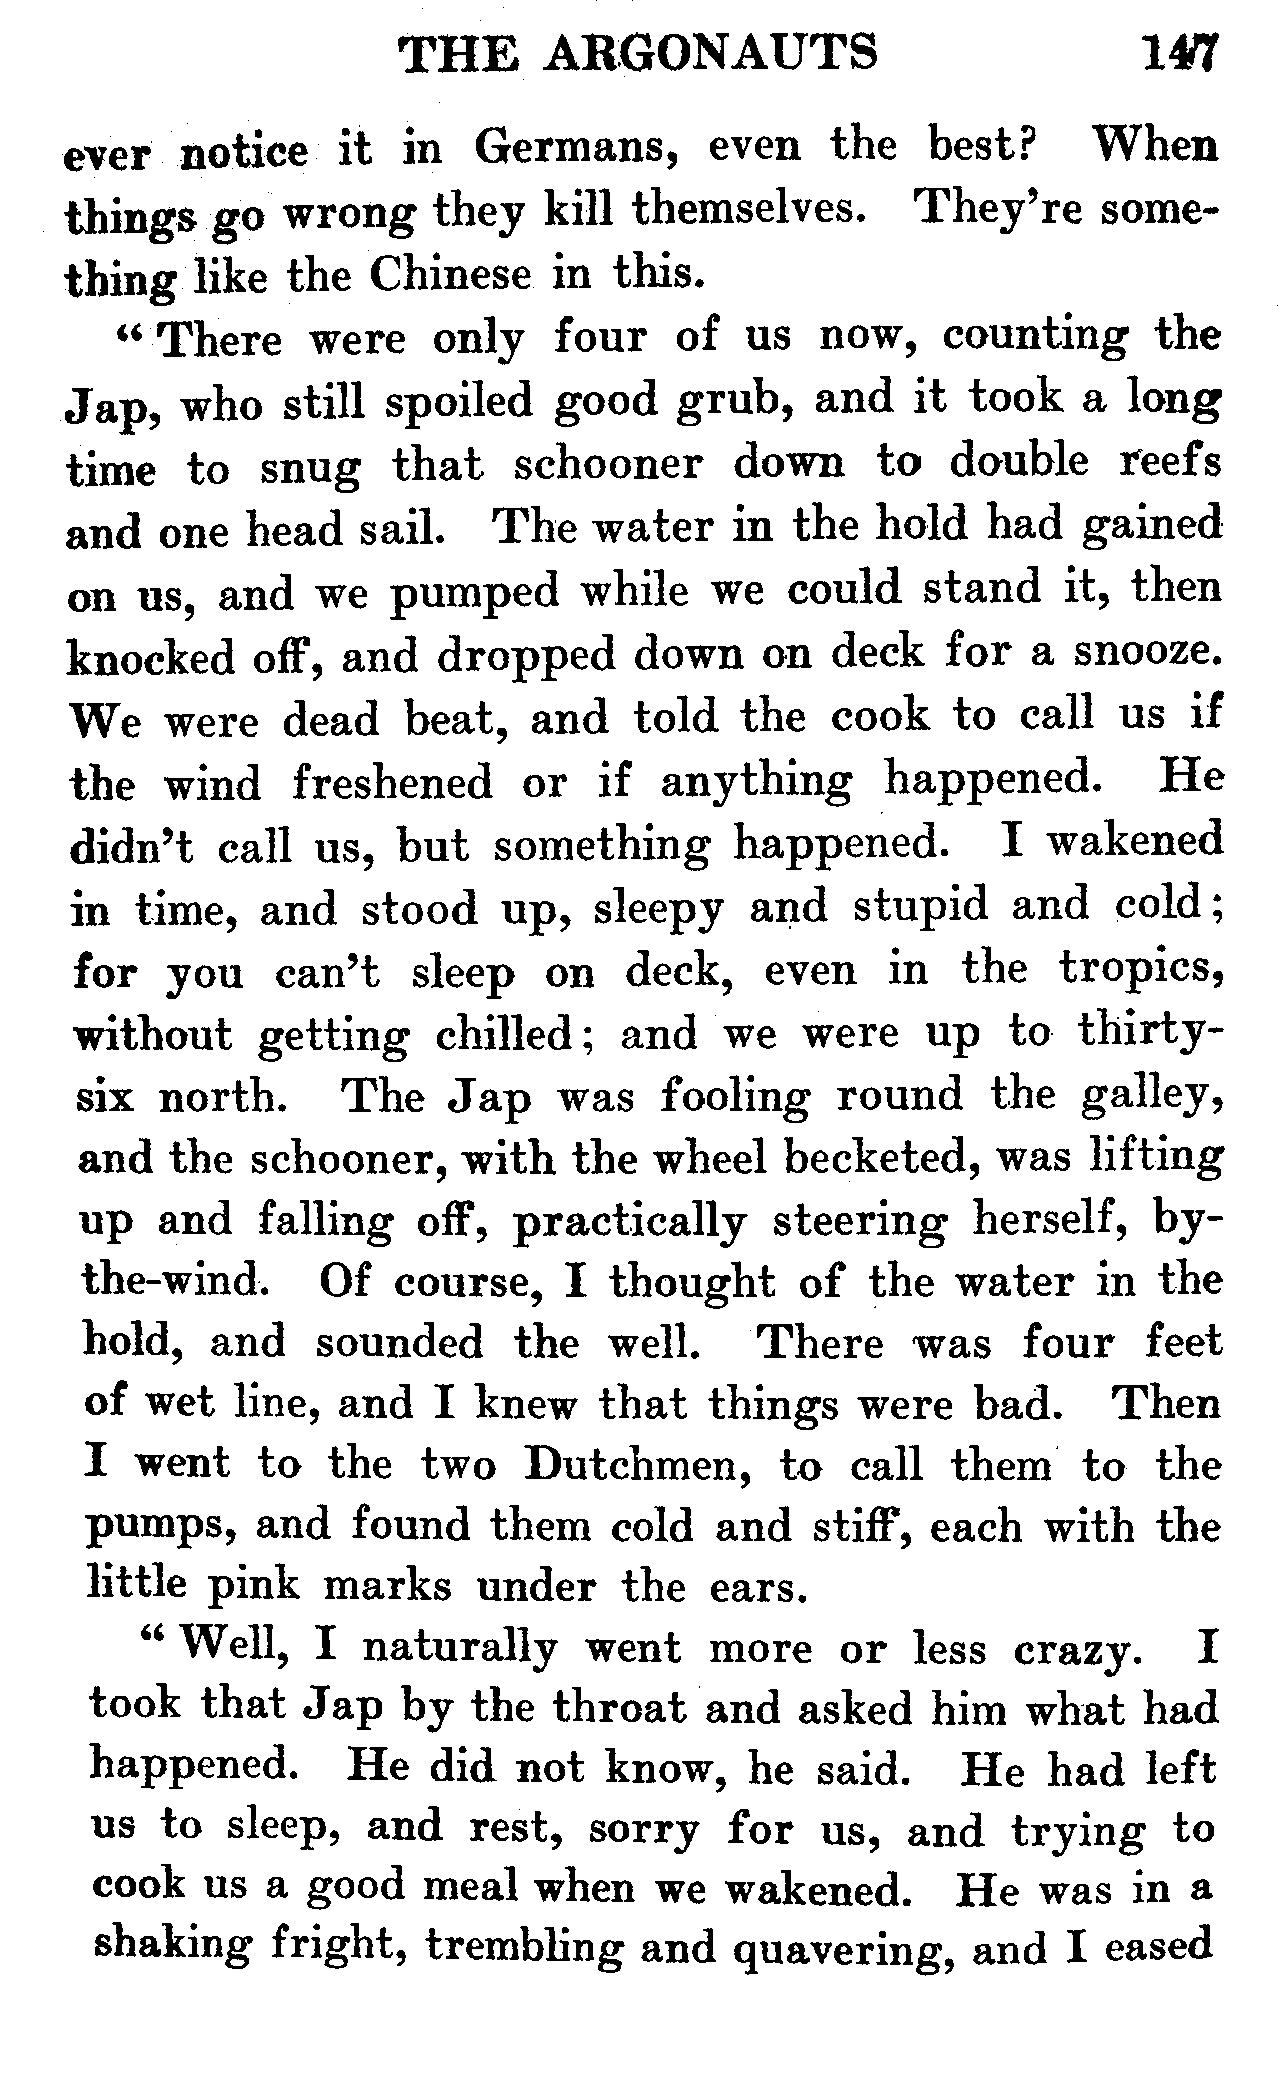 THE ARGONAUTS 147
ever notice it in Germans, even the best? When
things go wrong they kill themselves. They're some-
thing like the Chinese in this.
“There were only four of us now, counting the
Jap, who still spoiled good grub, and it took a long
time to snug that schooner down to double reefs
and one head sail. The water in the hold had gained
on us, and we pumped while we could stand it, then
knocked off, and dropped down on deck for a snooze.
We were dead beat, and told the cook to call us if
the wind freshened or if anything happened. He
didn't call us, but something happened. I wakened
in time, and stood up, sleepy and stupid and cold;
for you can't sleep on deck, even in the tropics,
without getting chilled; and we were up to thirty-
six north. The Jap was fooling round the galley,
and the schooner, with the wheel becketed, was lifting
up and falling off, practically steering herself, by-
the-wind. Of course, I thought of the water in the
hold, and sounded the well. There was four feet
of wet line, and I knew that things were bad. Then
I went to the two Dutchmen, to call them to the
pumps, and found them cold and stiff, each with the
little pink marks under the ears.
“Well, I naturally went more or less crazy. I
took that Jap by the throat and asked him what had
happened. He did not know, he said. He had left
us to sleep, and rest, sorry for us, and trying to
cook us a good meal when we wakened. He was in a
shaking fright, trembling and quavering, and I eased